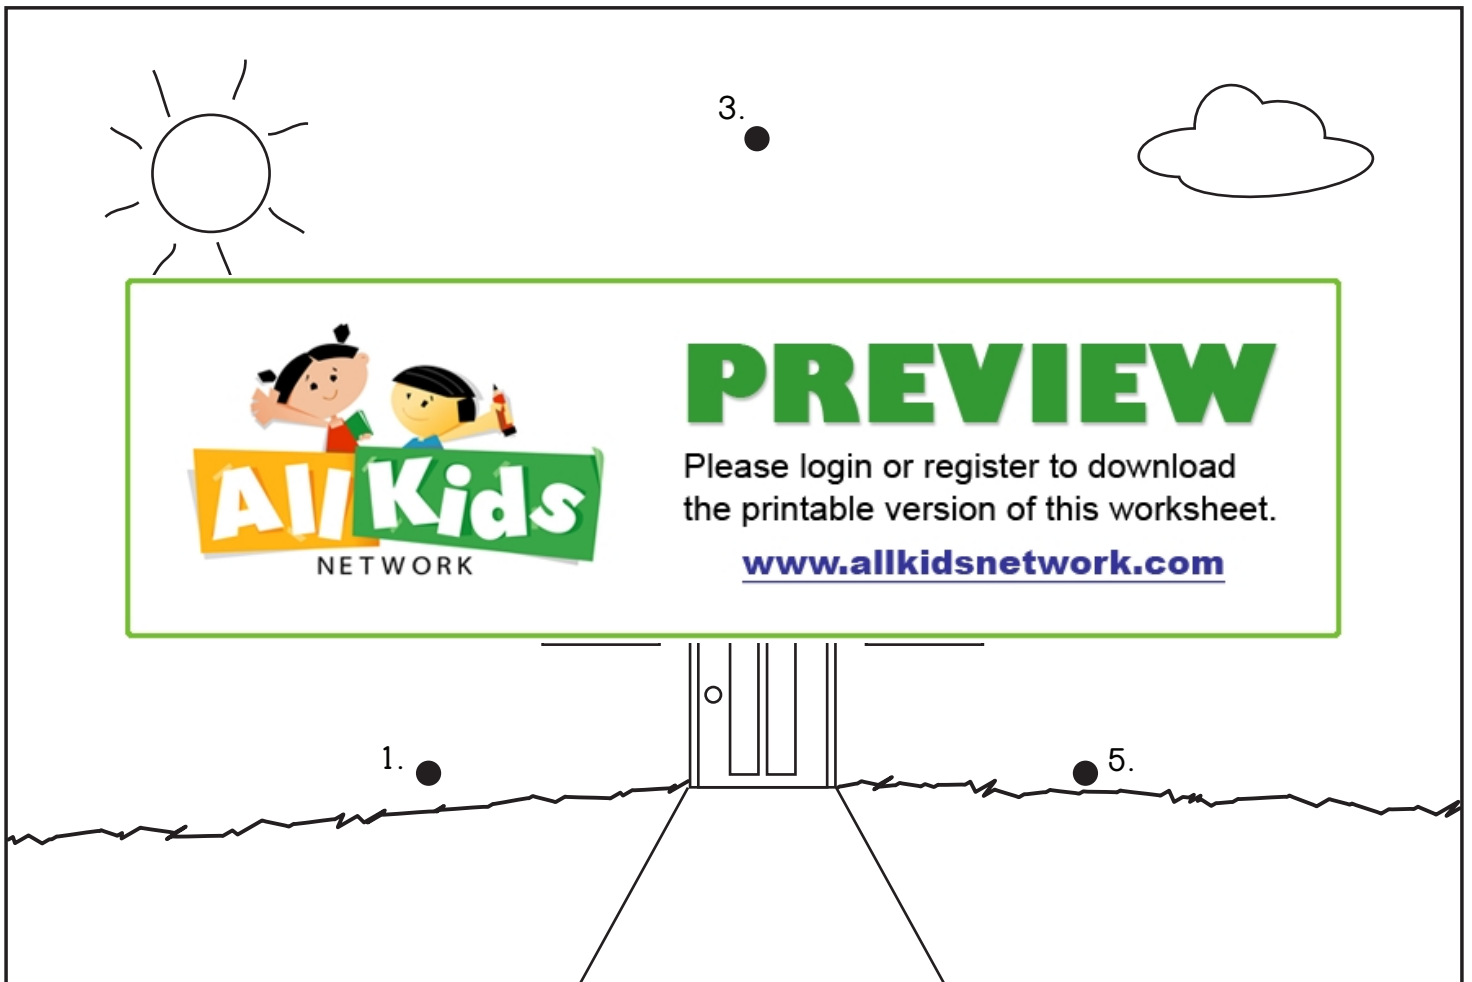 3.
All Kids
NETWORK
PREVIEW
Please login or register to download
the printable version of this worksheet.
www.allkidsnetwork.com
1.
5.